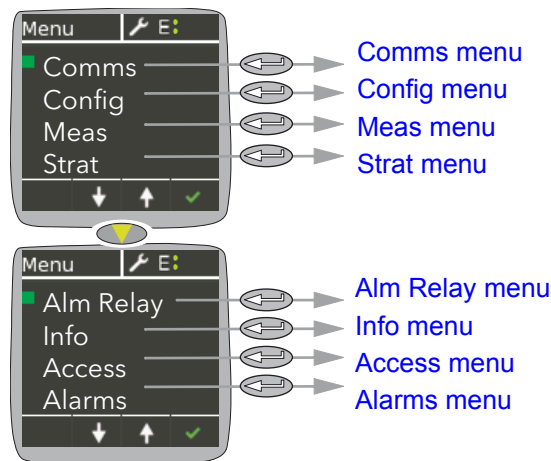 Menu E:
Comms Comms menu
Config Config menu
Meas Meas menu
Strat Strat menu
Menu E:
Alm Relay Alm Relay menu
Info Info menu
Access Access menu
Alarms Alarms menu